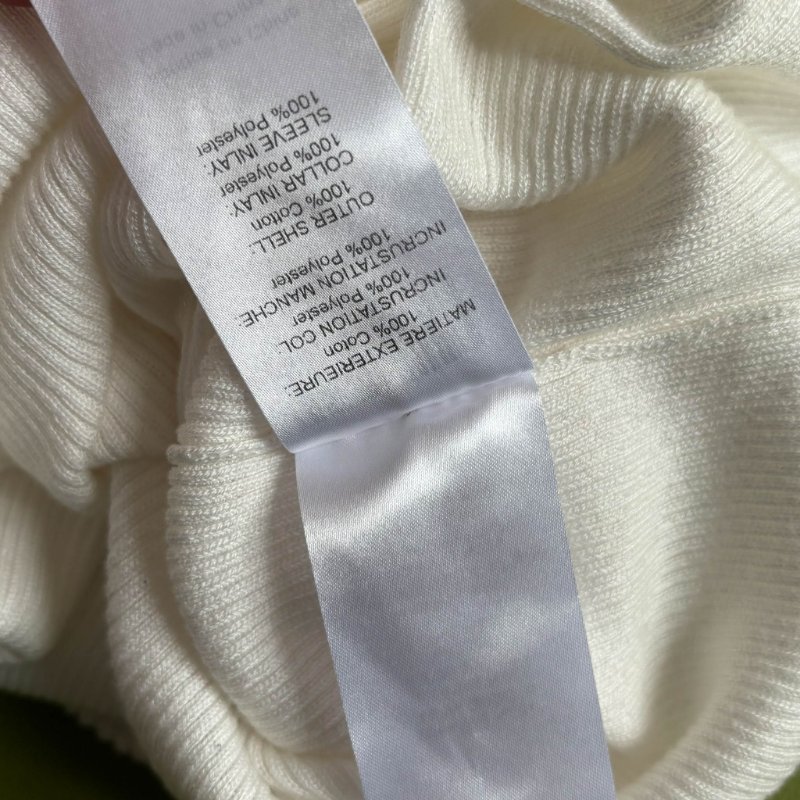 MATIERE EXTERIEURE:
100% Coton
INCRUSTATION COL:
100% Polyester
INCRUSTATION MANCHE:
100% Polyester
OUTER SHELL:
100% Cotton
COLLAR INLAY:
100% Polyester
SLEEVE INLAY:
100% Polyester
Made in China